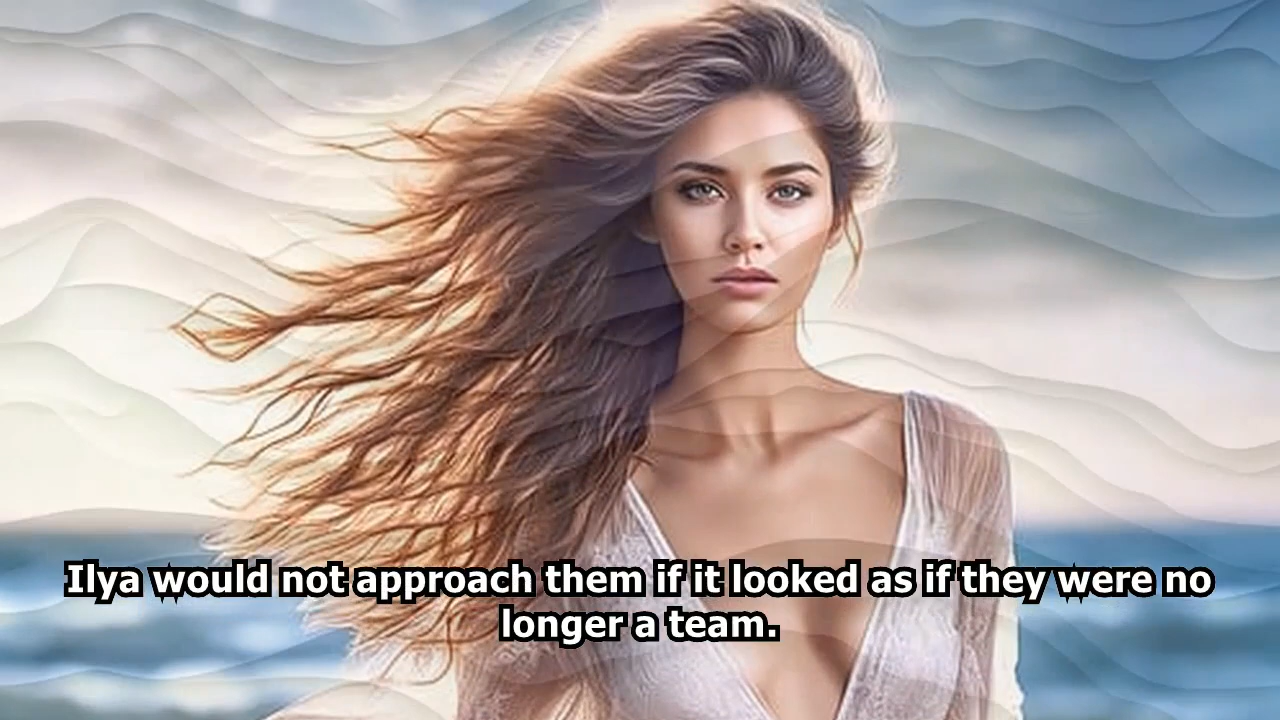 Ilya would not approach them if it looked as if they were no
longer a team.